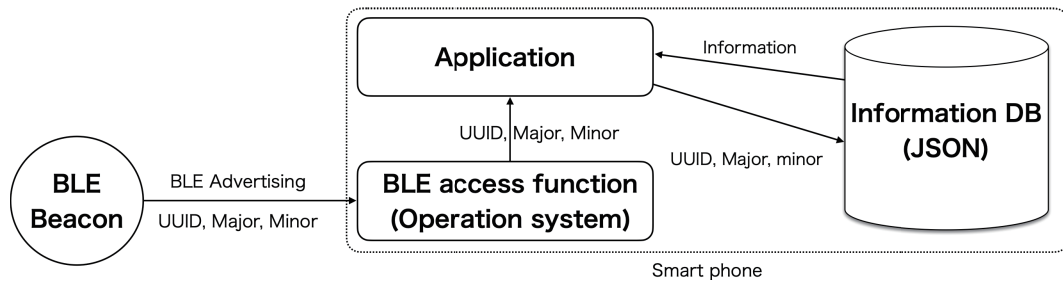 Application
Information
Information DB
(JSON)
UUID, Major, Minor
UUID, Major, minor
BLE
Beacon
BLE Advertising
UUID, Major, Minor
BLE access function
(Operation system)
Smart phone